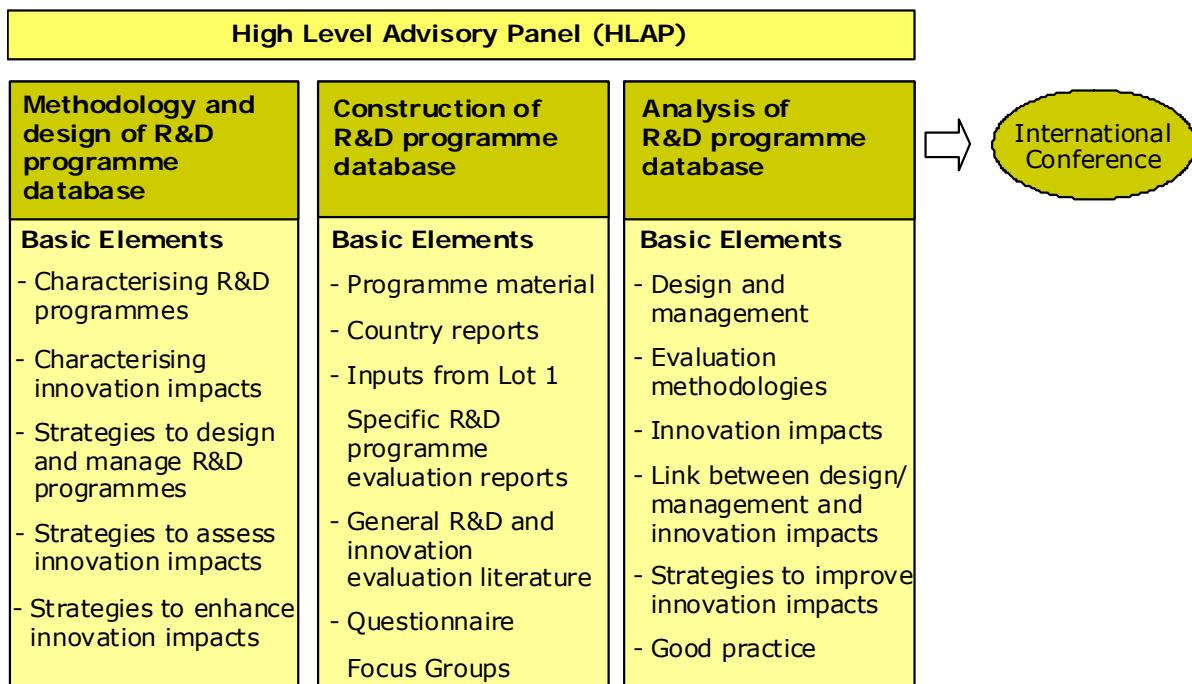 High Level Advisory Panel (HLAP)
Methodology and
design of R&D
programme
database
Basic Elements
- Characterising R&D
programmes
- Characterising
innovation impacts
- Strategies to design
and manage R&D
programmes
- Strategies to assess
innovation impacts
- Strategies to enhance
innovation impacts
Construction of
R&D programme
database
Basic Elements
- Programme material
- Country reports
- Inputs from Lot 1
Specific R&D
programme
evaluation reports
- General R&D and
innovation
evaluation literature
- Questionnaire
Focus Groups
Analysis of
R&D programme
database
Basic Elements
- Design and
management
- Evaluation
methodologies
- Innovation impacts
- Link between design/
management and
innovation impacts
- Strategies to improve
innovation impacts
- Good practice
International
Conference